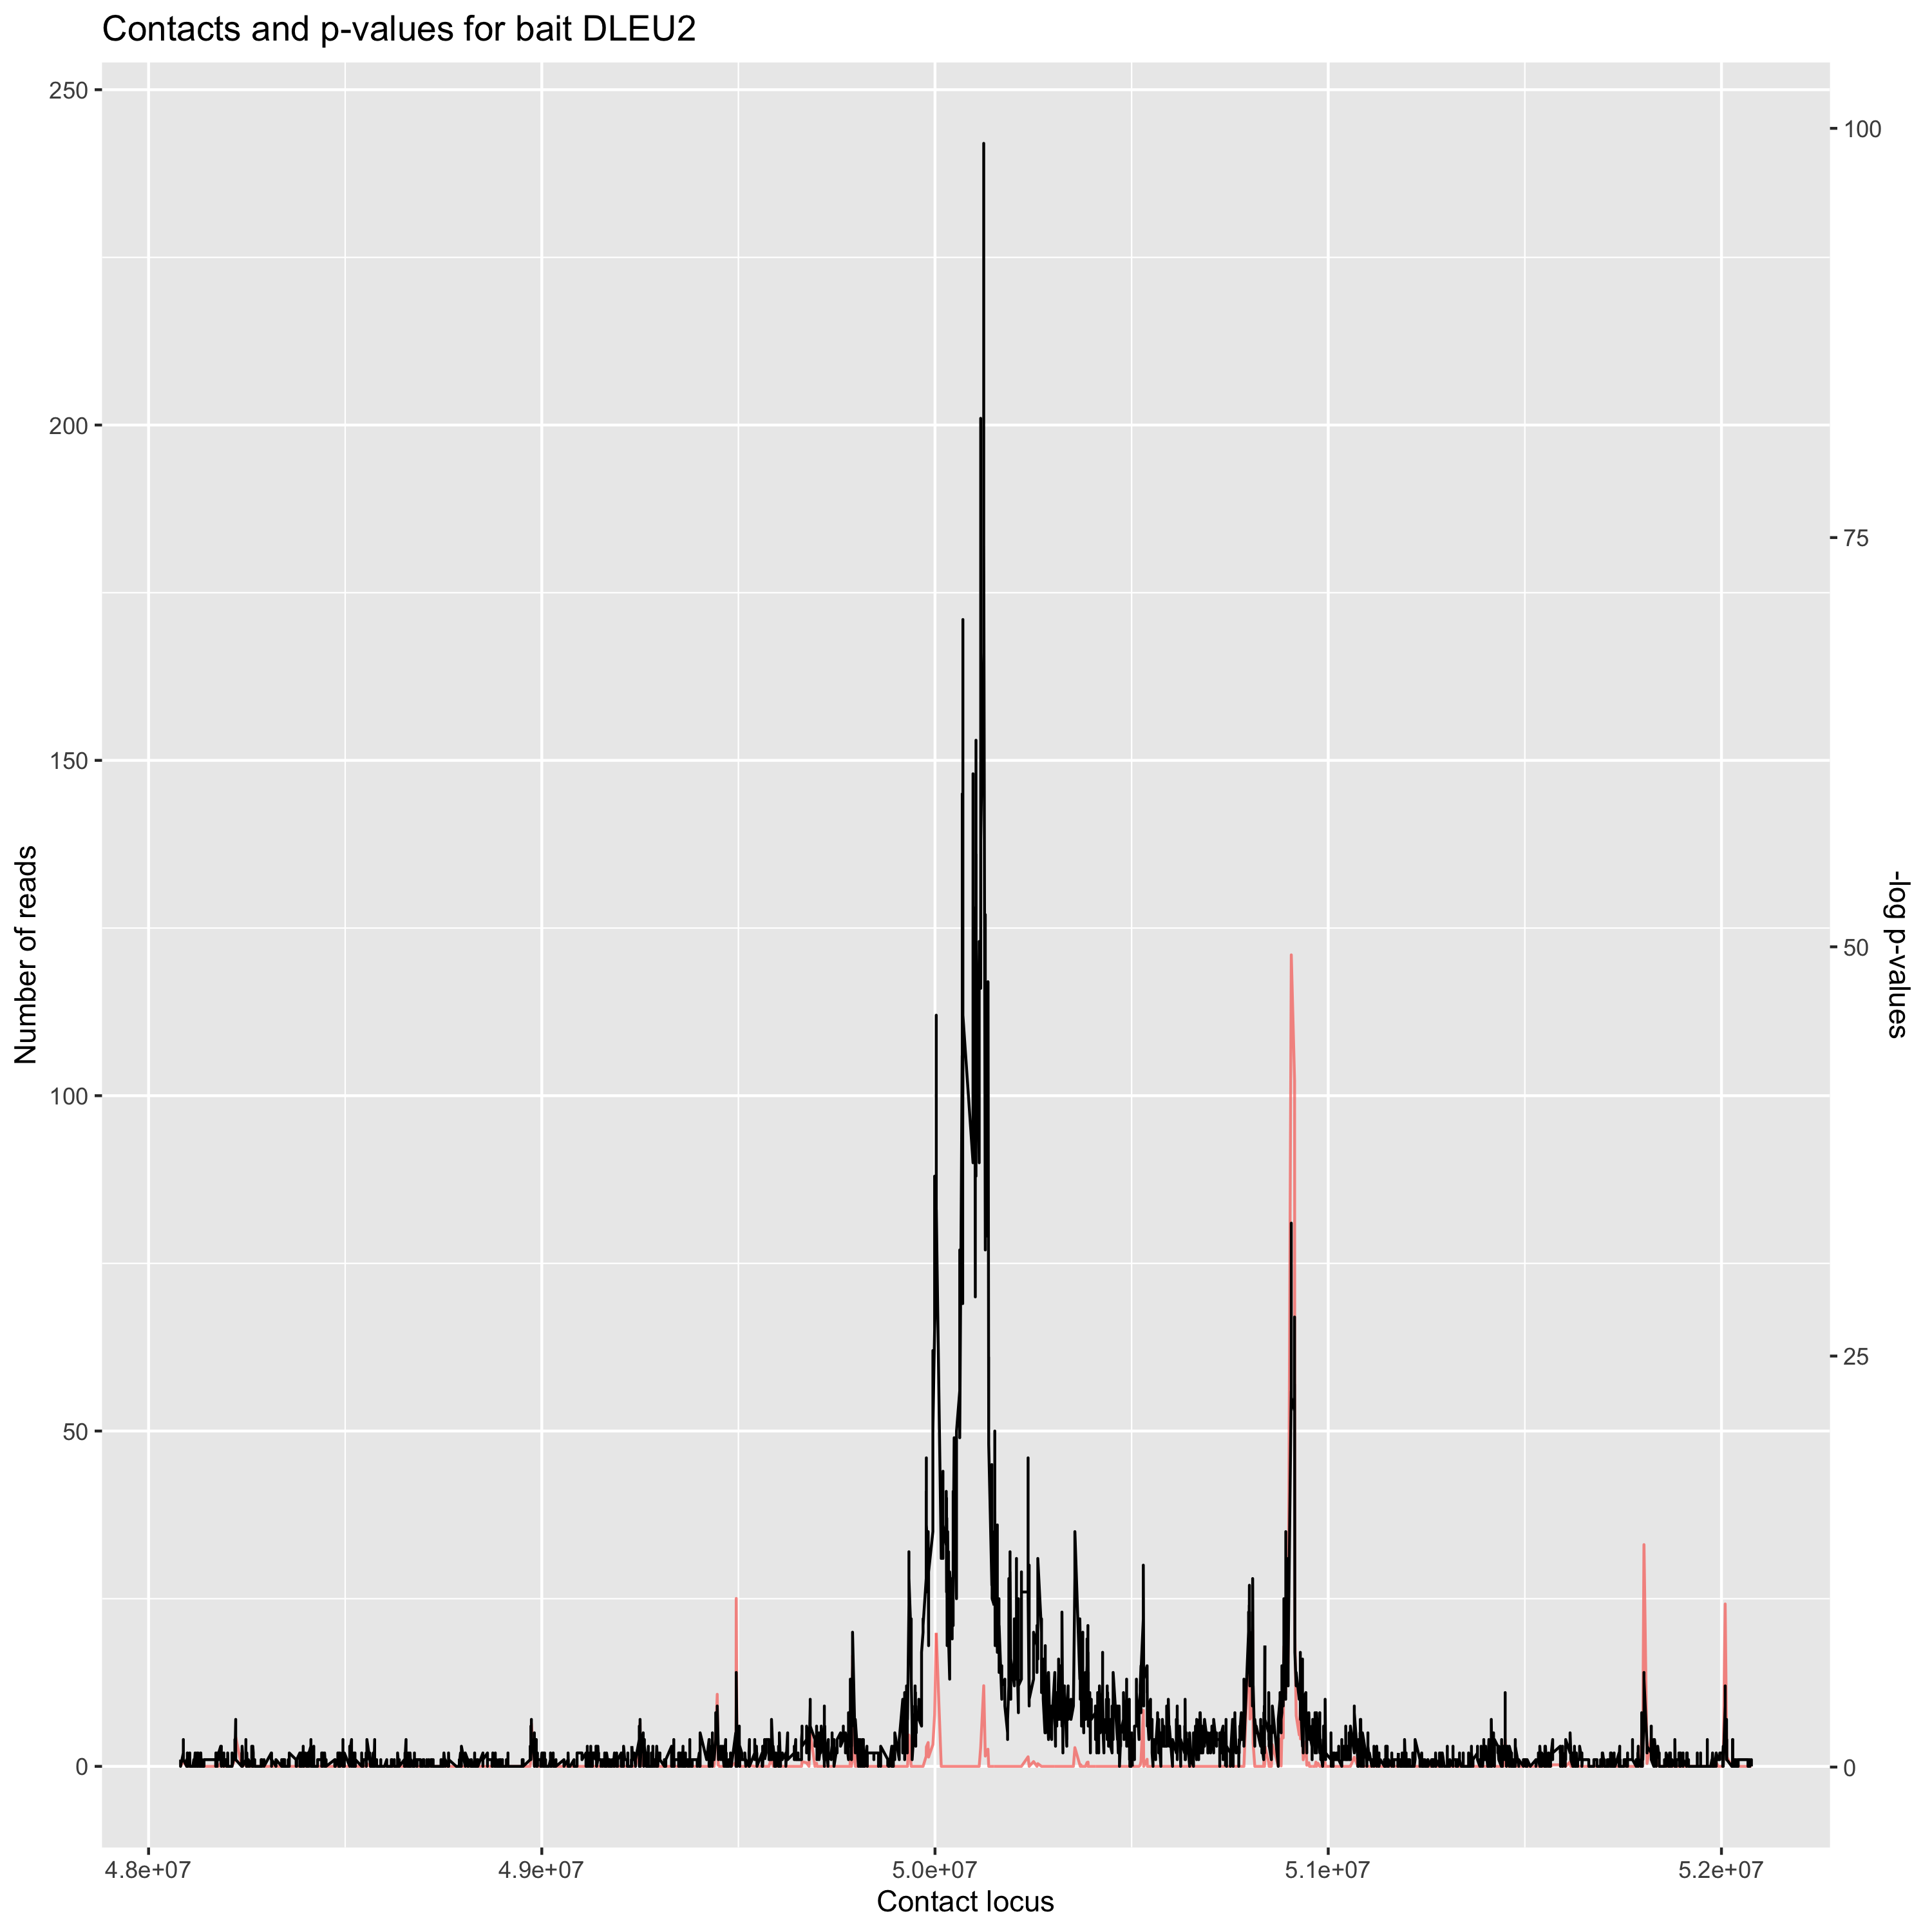 Contacts and p-values for bait DLEU2
250
200
150
100
50
0
Number of reads
100
75
50
25
0
-log p-values
4.8e+07
4.9e+07
5.0e+07
5.1e+07
5.2e+07
Contact locus